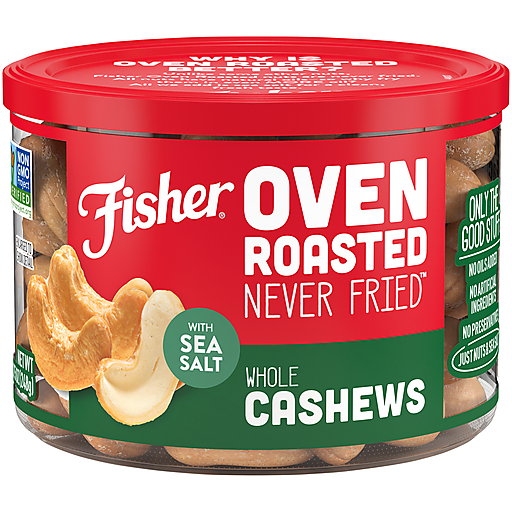 WHY IS
OVEN ROASTED
BETTER?
NON
GMO
Project
VERIFIED
Fisher®
OVEN
ROASTED
NEVER FRIED™
WITH
SEA
SALT
WHOLE
CASHEWS
NET WT
ONLY THE
GOOD STUFF
NO OILS ADDED
NO ARTIFICIAL
INGREDIENTS
NO PRESERVATIVES
JUST NUTS & SEA SALT